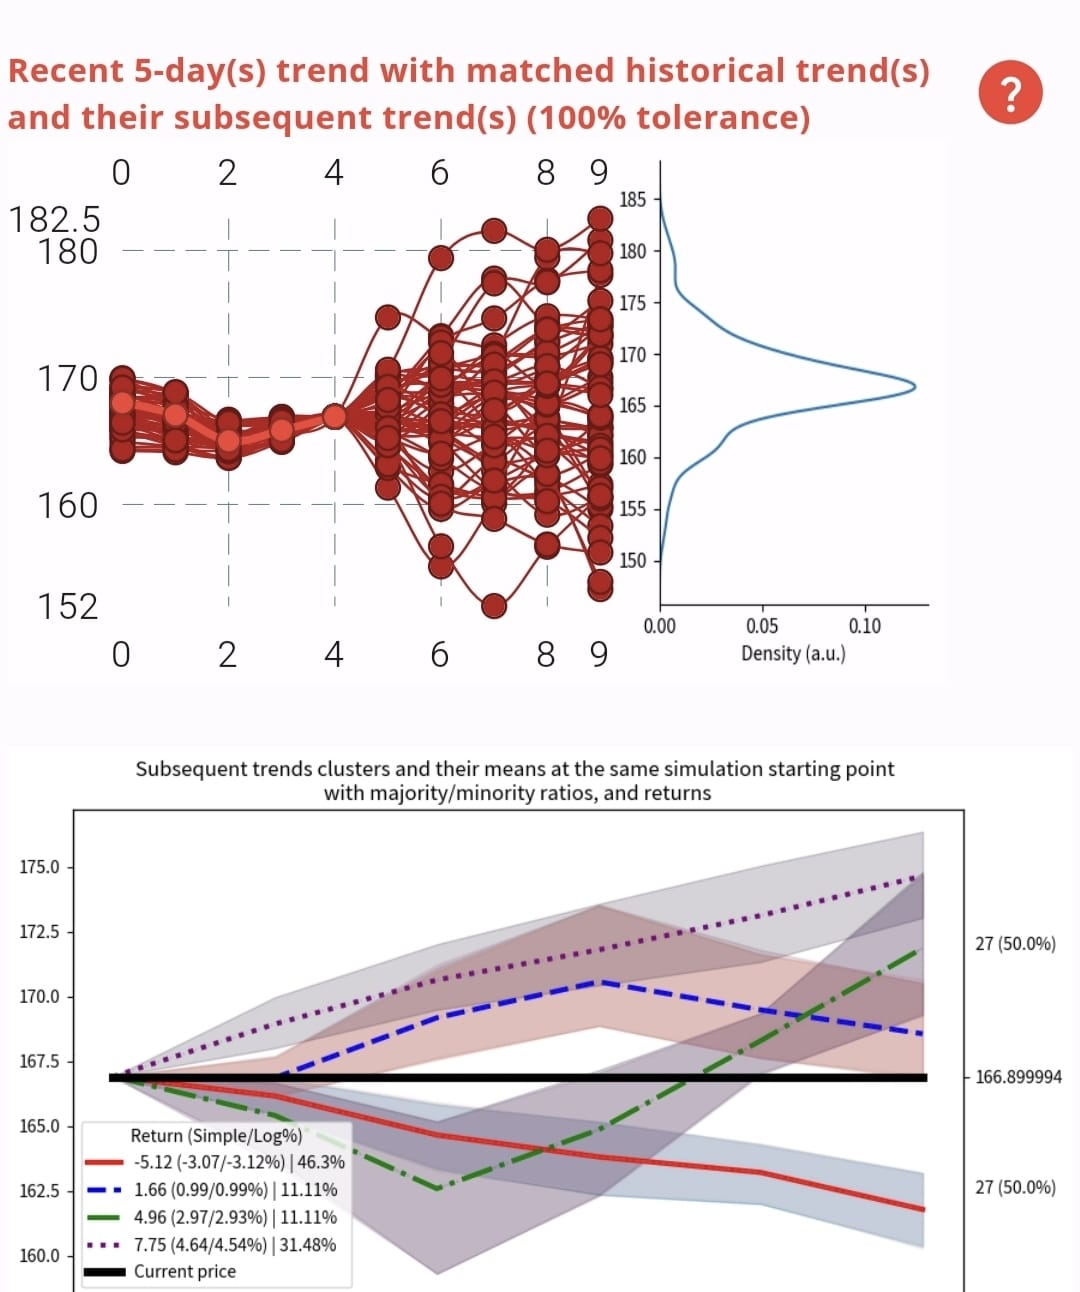 Recent 5-day(s) trend with matched historical trend(s)
and their subsequent trend(s) (100% tolerance)
?
0 2 4 6 8 9
182.5
180
170
160
152
0 2 4 6 8 9
185
180
175
170
165
160
155
150
0.00 0.05 0.10
Density (a.u.)
Subsequent trends clusters and their means at the same simulation starting point
with majority/minority ratios, and returns
175.0
172.5
170.0
167.5
165.0
162.5
160.0
27 (50.0%)
166.899994
27 (50.0%)
Return (Simple/Log%)
-5.12 (-3.07/-3.12%) | 46.3%
1.66 (0.99/0.99%) | 11.11%
4.96 (2.97/2.93%) | 11.11%
7.75 (4.64/4.54%) | 31.48%
Current price